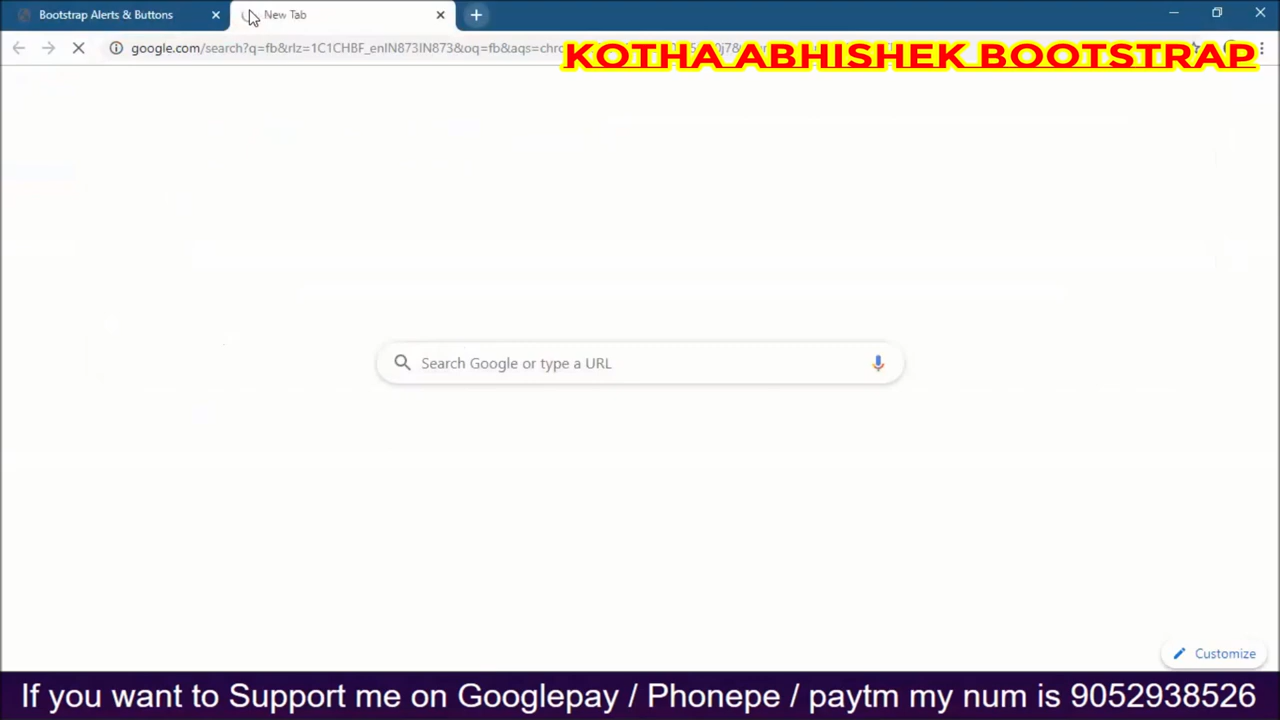 Bootstrap Alerts & Buttons
New Tab
google.com/search?q=fb&rlz=1C1CHBF_enIN873IN873&oq=fb&aqs=chro
KOTHA ABHISHEK BOOTSTRAP
Search Google or type a URL
Customize
If you want to Support me on Googlepay / Phonepe / paytm my num is 9052938526